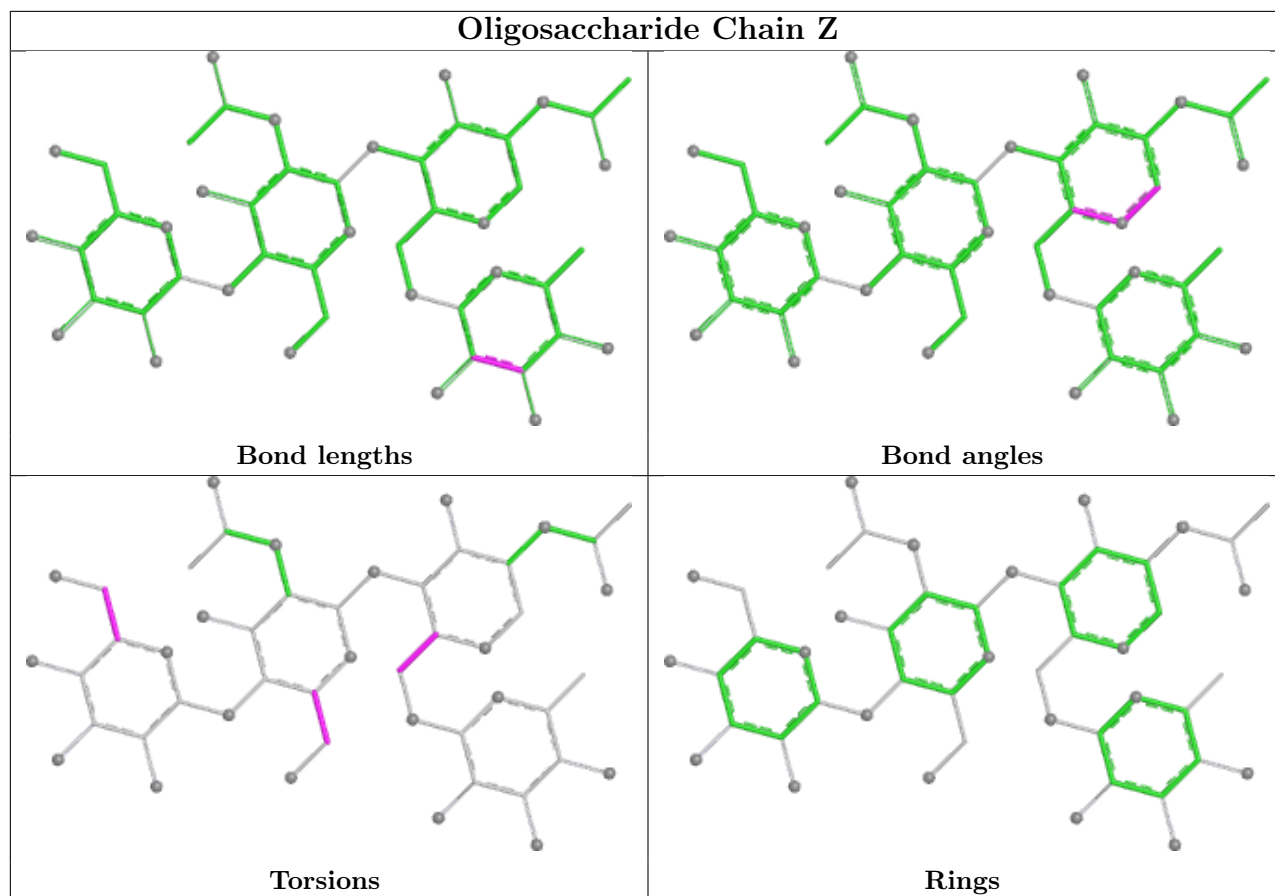 Oligosaccharide Chain Z
Bond lengths
Bond angles
Torsions
Rings